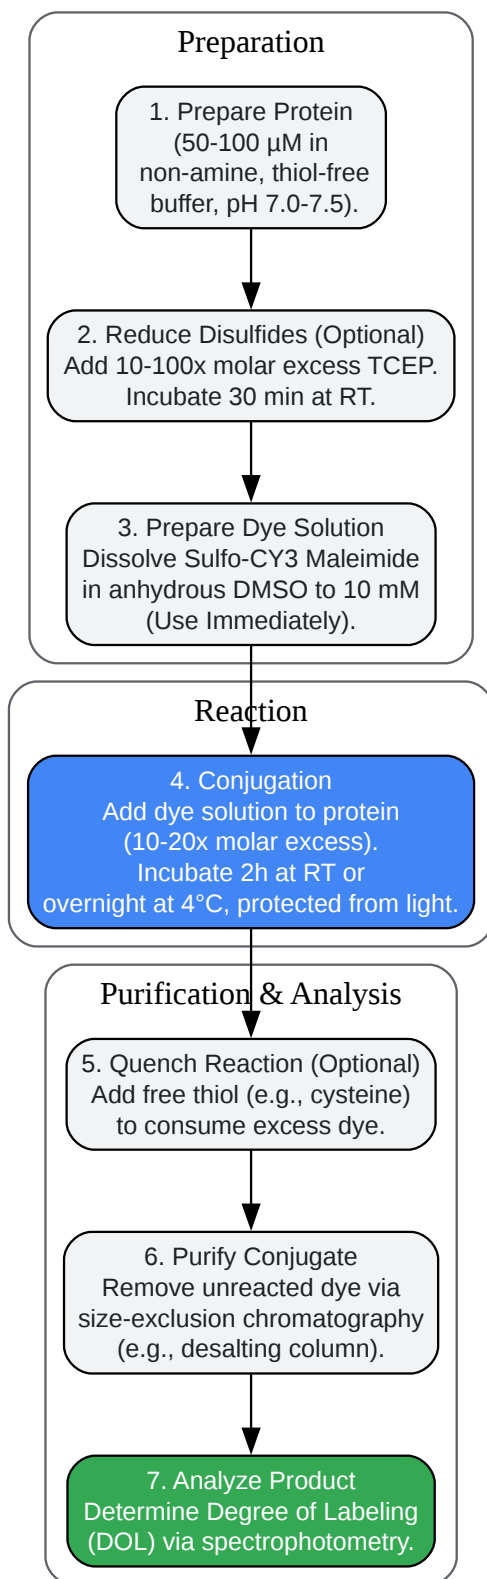 Preparation
1. Prepare Protein
(50-100 µM in
non-amine, thiol-free
buffer, pH 7.0-7.5).
2. Reduce Disulfides (Optional)
Add 10-100x molar excess TCEP.
Incubate 30 min at RT.
3. Prepare Dye Solution
Dissolve Sulfo-CY3 Maleimide
in anhydrous DMSO to 10 mM
(Use Immediately).
Reaction
4. Conjugation
Add dye solution to protein
(10-20x molar excess).
Incubate 2h at RT or
overnight at 4°C, protected from light.
Purification & Analysis
5. Quench Reaction (Optional)
Add free thiol (e.g., cysteine)
to consume excess dye.
6. Purify Conjugate
Remove unreacted dye via
size-exclusion chromatography
(e.g., desalting column).
7. Analyze Product
Determine Degree of Labeling
(DOL) via spectrophotometry.